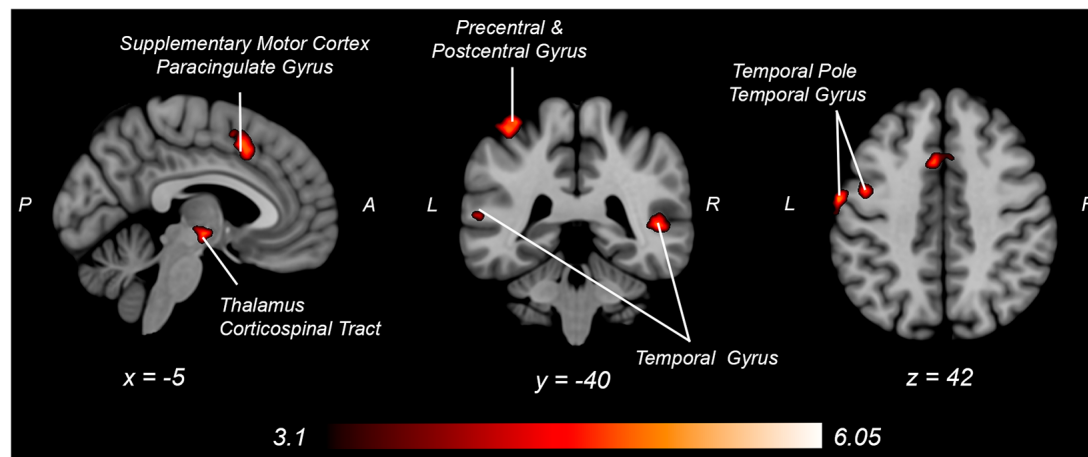 Supplementary Motor Cortex
Paracingulate Gyrus
Precentral &
Postcentral Gyrus
Temporal Pole
Temporal Gyrus
P
A
L
R
L
Thalamus
Corticospinal Tract
Temporal Gyrus
x = -5
y = -40
z = 42
3.1
6.05